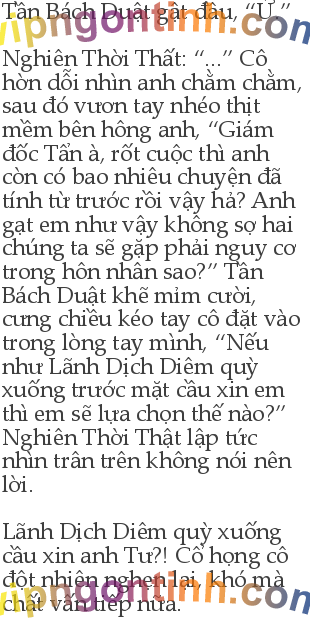 Tần Bách Duật gật đầu, “Ừ.”
Nghiên Thời Thất: “...” Cô
hờn dỗi nhìn anh chằm chằm,
sau đó vươn tay nhéo thịt
mềm bên hông anh, “Giám
đốc Tẩn à, rốt cuộc thì anh
còn có bao nhiêu chuyện đã
tính từ trước rồi vậy hả? Anh
gạt em như vậy không sợ hai
chúng ta sẽ gặp phải nguy cơ
trong hôn nhân sao?” Tần
Bách Duật khẽ mỉm cười,
cưng chiều kéo tay cô đặt vào
trong lòng tay mình, “Nếu
như Lãnh Dịch Diêm quỳ
xuống trước mặt cầu xin em
thì em sẽ lựa chọn thế nào?”
Nghiên Thời Thật lập tức
nhìn trân trên không nói nên
lời.
Lãnh Dịch Diêm quỳ xuống
cầu xin anh Tư?! Cổ họng cô
đột nhiên nghẹn lại, khó mà
chất vấn tiếp nữa.
vipngontinh.com
vipngontinh.com